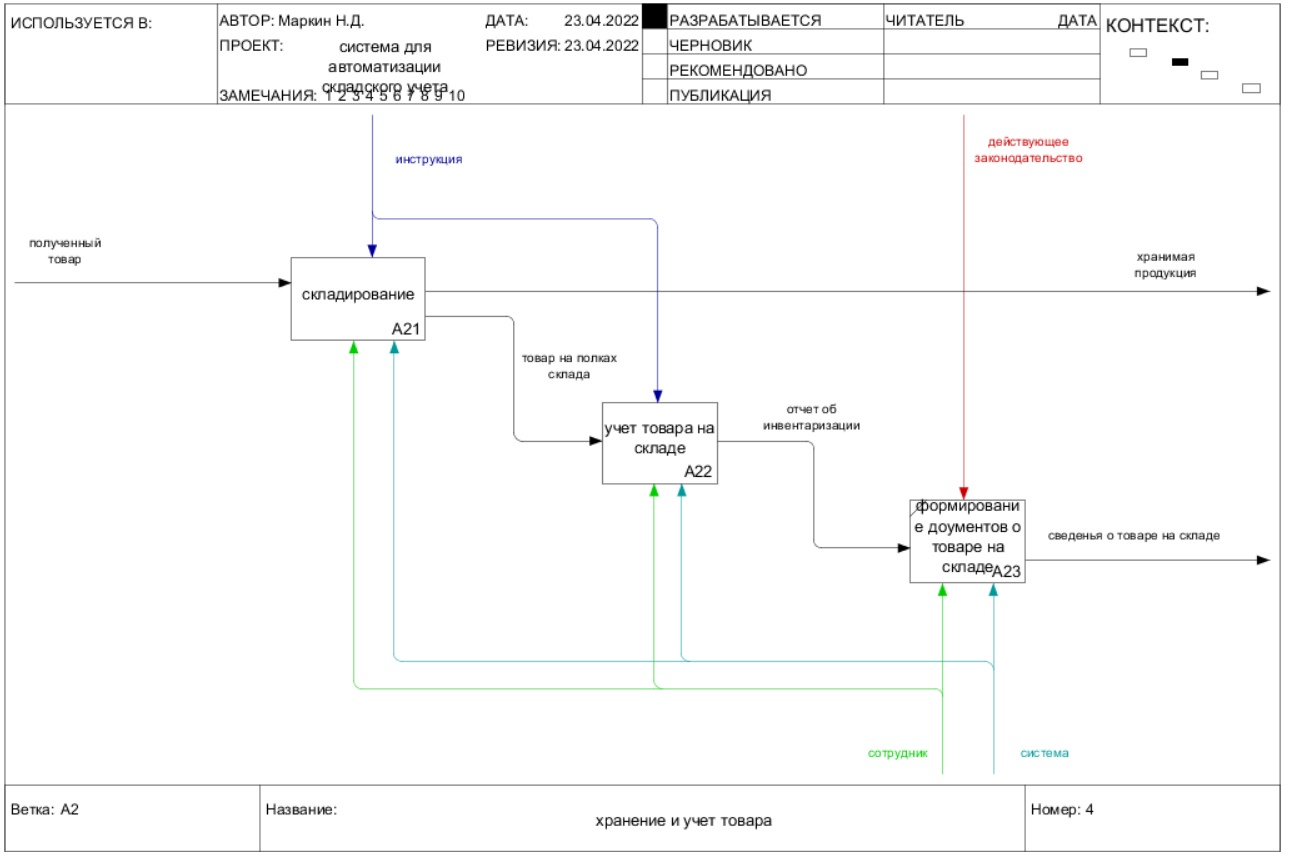 ИСПОЛЬЗУЕТСЯ В:
АВТОР: Маркин Н.Д.
ДАТА: 23.04.2022
ПРОЕКТ: система для
автоматизации
складского учета
РЕВИЗИЯ: 23.04.2022
ЗАМЕЧАНИЯ: 1 2 3 4 5 6 7 8 9 10
РАЗРАБАТЫВАЕТСЯ
ЧЕРНОВИК
РЕКОМЕНДОВАНО
ПУБЛИКАЦИЯ
ЧИТАТЕЛЬ ДАТА
КОНТЕКСТ:
действующее
законодательство
инструкция
полученный
товар
хранимая
продукция
складирование
A21
товар на полках
склада
отчет об
инвентаризации
учет товара на
складе
A22
формировани
е доументов о
товаре на
складе
A23
сведенья о товаре на складе
сотрудник
система
Ветка: A2
Название:
хранение и учет товара
Номер: 4